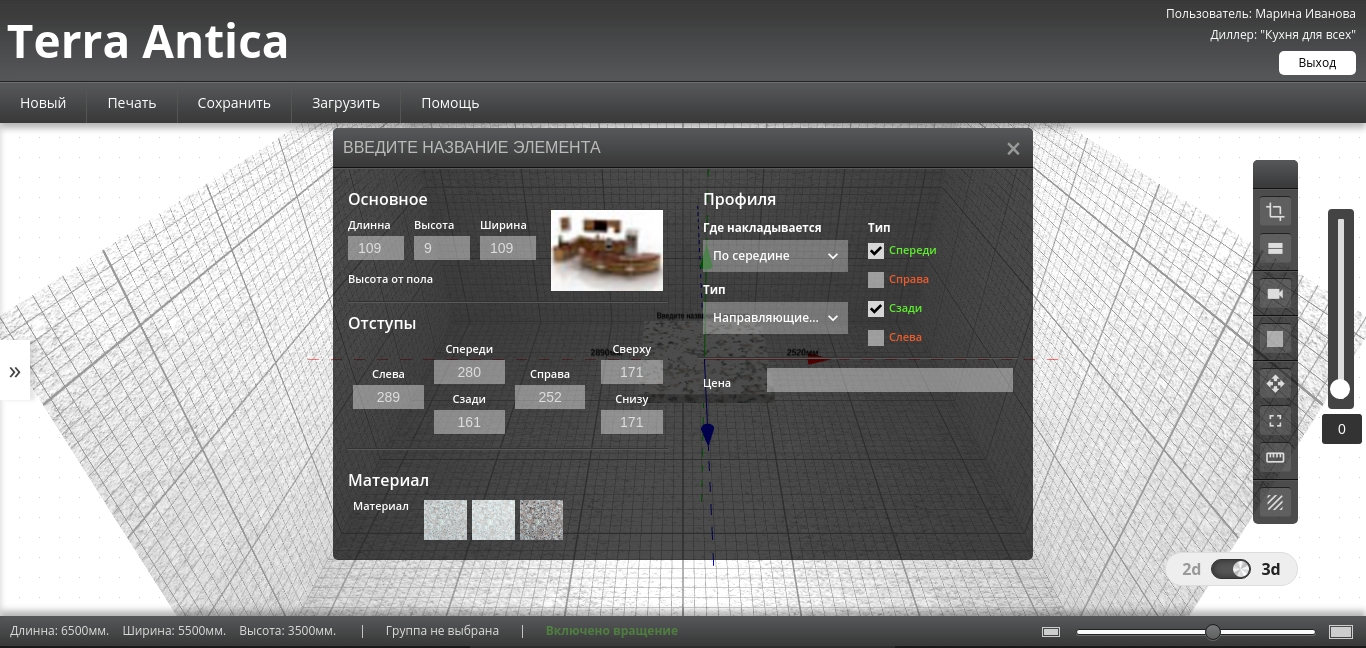 Terra Antica
Пользователь: Марина Иванова
Диллер: "Кухня для всех"
Выход
Новый
Печать
Сохранить
Загрузить
Помощь
ВВЕДИТЕ НАЗВАНИЕ ЭЛЕМЕНТА
Основное
Длинна Высота Ширина
109 9 109
Высота от пола
Отступы
Спереди
280
Слева
289
Справа
252
Сзади
161
Сверху
171
Снизу
171
Материал
Материал
Профиля
Где накладывается
По середине
Тип
Направляющие...
Тип
Спереди
Справа
Сзади
Слева
Цена
Введите назва
2890
2520мм
»
0
2d 3d
Длинна: 6500мм. Ширина: 5500мм. Высота: 3500мм. | Группа не выбрана | Включено вращение